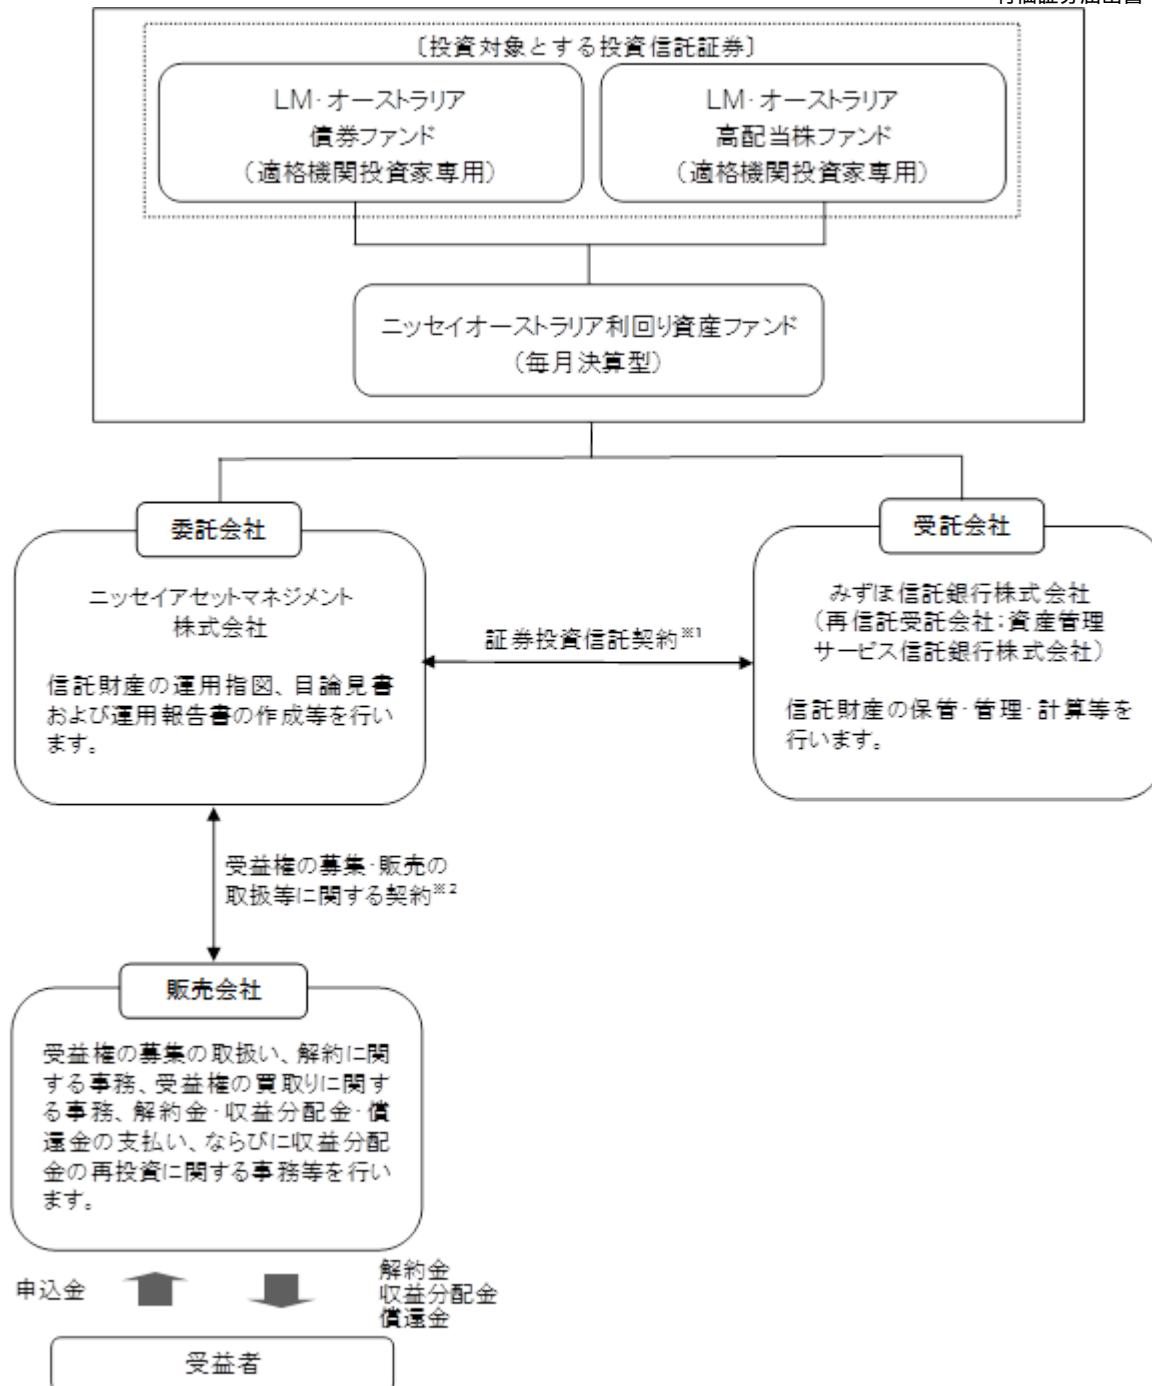 〔投資対象とする投資信託証券〕
LM・オーストラリア
債券ファンド
（適格機関投資家専用）
LM・オーストラリア
高配当株ファンド
（適格機関投資家専用）
ニッセイオーストラリア利回り資産ファンド
（毎月決算型）
委託会社
ニッセイアセットマネジメント
株式会社
信託財産の運用指図、目論見書
および運用報告書の作成等を行い
ます。
証券投資信託契約※1
受託会社
みずほ信託銀行株式会社
（再信託受託会社：資産管理
サービス信託銀行株式会社）
信託財産の保管・管理・計算等を
行います。
受益権の募集・販売の
取扱等に関する契約※2
販売会社
受益権の募集の取扱い、解約に関
する事務、受益権の買取りに関す
る事務、解約金・収益分配金・償
還金の支払い、ならびに収益分配
金の再投資に関する事務等を行い
ます。
申込金
解約金
収益分配金
償還金
受益者